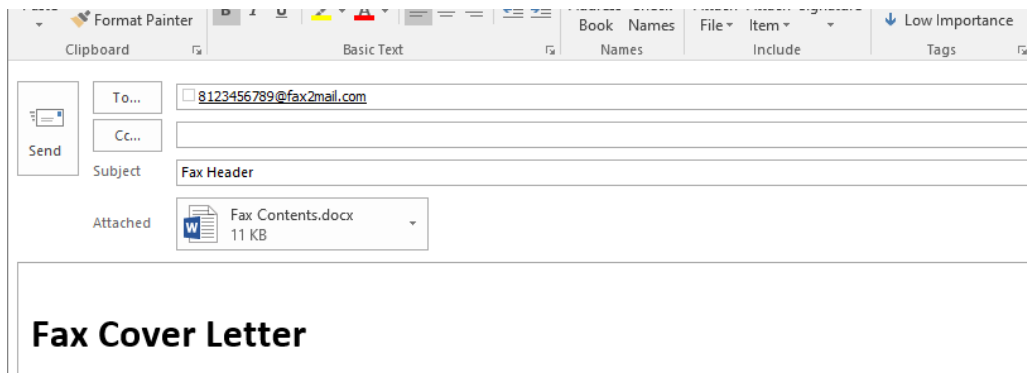 Format Painter
B I U A
Book Names File Item
Low Importance
Clipboard Basic Text Names Include Tags
To... 8123456789@fax2mail.com
Cc...
Send
Subject Fax Header
Attached Fax Contents.docx
11 KB
Fax Cover Letter